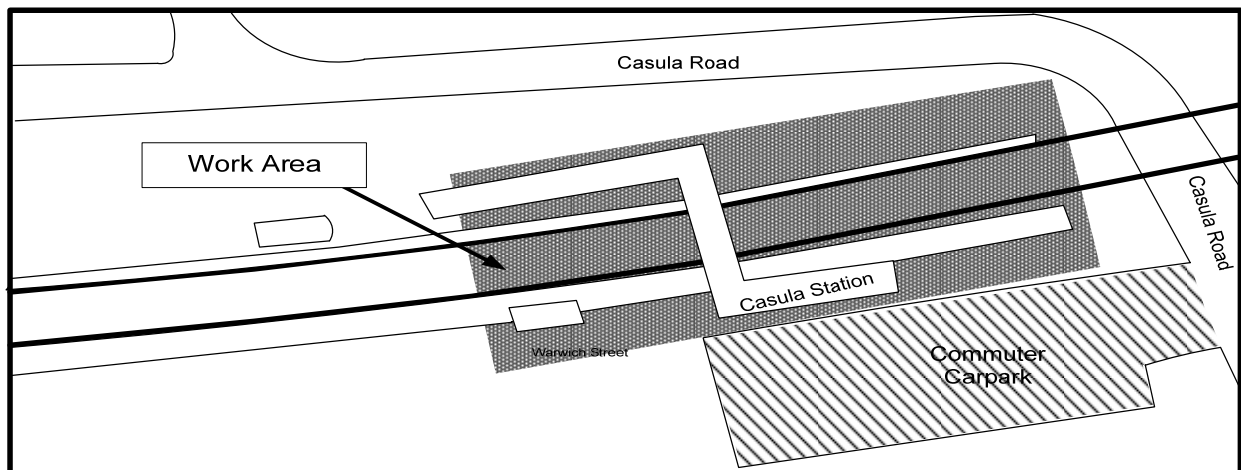 Casula Road
Work Area
Casula Road
Casula Station
Warwich Street
Commuter
Carpark